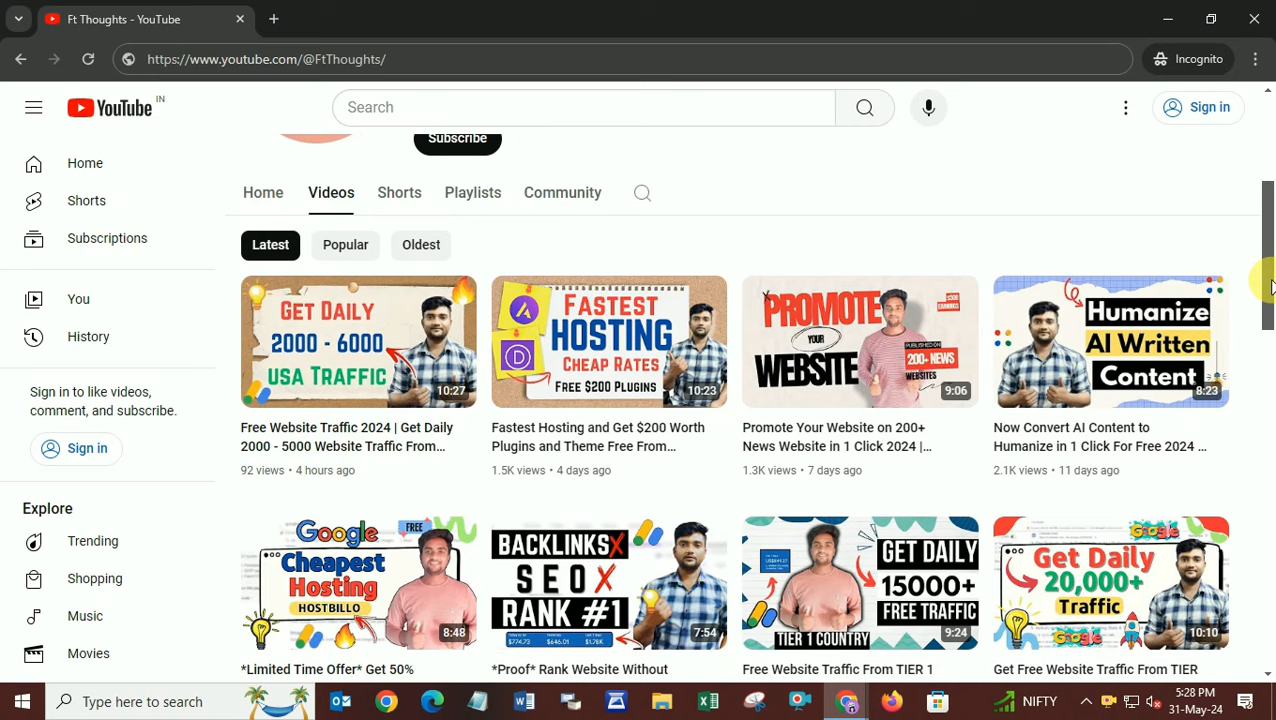 Ft Thoughts - YouTube
https://www.youtube.com/@FtThoughts/
Incognito
YouTube IN
Search
Sign in
Subscribe
Home
Shorts
Subscriptions
You
History
Sign in to like videos,
comment, and subscribe.
Sign in
Explore
Trending
Shopping
Music
Movies
Home Videos Shorts Playlists Community
Latest Popular Oldest
GET DAILY
2000 - 6000
USA TRAFFIC
10:27
Free Website Traffic 2024 | Get Daily
2000 - 5000 Website Traffic From...
92 views • 4 hours ago
FASTEST
HOSTING
CHEAP RATES
FREE $200 PLUGINS
10:23
Fastest Hosting and Get $200 Worth
Plugins and Theme Free From...
1.5K views • 4 days ago
PROMOTE
YOUR
WEBSITE
PUBLISHED ON
200+ NEWS
WEBSITES
9:06
Promote Your Website on 200+
News Website in 1 Click 2024 |...
1.3K views • 7 days ago
Humanize
AI Written
Content
8:23
Now Convert AI Content to
Humanize in 1 Click For Free 2024 ...
2.1K views • 11 days ago
Google
FREE
Cheapest
Hosting
HOSTBILLO
8:48
*Limited Time Offer* Get 50%
BACKLINKS X
SEO X
RANK #1
$774.73 $646.01 $1.78K
7:54
*Proof* Rank Website Without
GET DAILY
15000+
FREE TRAFFIC
TIER 1 COUNTRY
9:24
Free Website Traffic From TIER 1
Google
Get Daily
20,000+
Traffic
Google
10:10
Get Free Website Traffic From TIER
Type here to search
NIFTY
5:28 PM
31-May-24